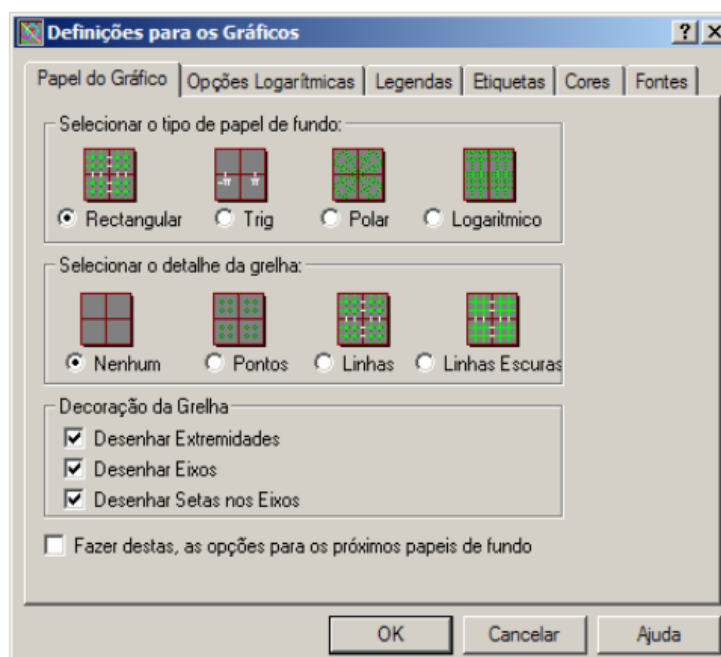 Definições para os Gráficos
Papel do Gráfico Opções Logarítmicas Legendas Etiquetas Cores Fontes
Selecionar o tipo de papel de fundo:
-π π
Rectangular Trig Polar Logaritmico
Selecionar o detalhe da grelha:
Nenhum Pontos Linhas Linhas Escuras
Decoração da Grelha
Desenhar Extremidades
Desenhar Eixos
Desenhar Setas nos Eixos
Fazer destas, as opções para os próximos papeis de fundo
OK Cancelar Ajuda